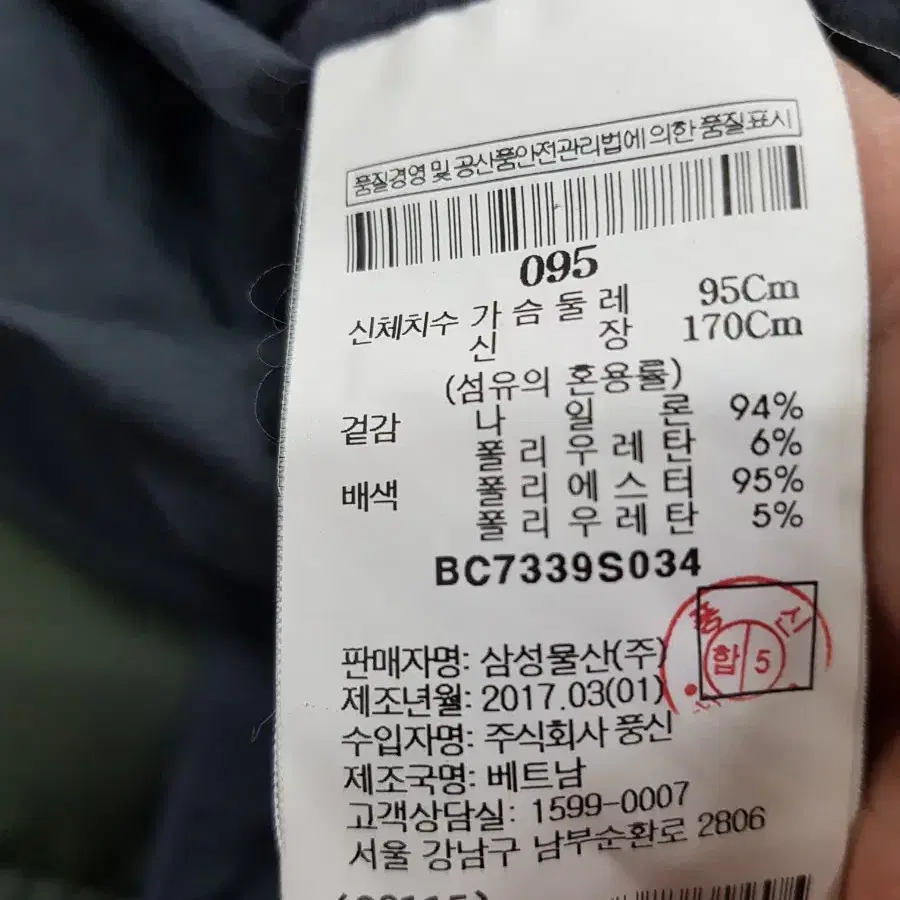 품질경영 및 공산품안전관리법에 의한 품질표시
095
신체치수 가 슴 둘 레 95Cm
신 장 170Cm
(섬유의 혼용률)
겉감 나 일 론 94%
폴 리 우 레 탄 6%
배색 폴 리 에 스 터 95%
폴 리 우 레 탄 5%
BC7339S034
풍 신
합 5
판매자명: 삼성물산(주)
제조년월: 2017.03(01)
수입자명: 주식회사 풍신
제조국명: 베트남
고객상담실: 1599-0007
서울 강남구 남부순환로 2806